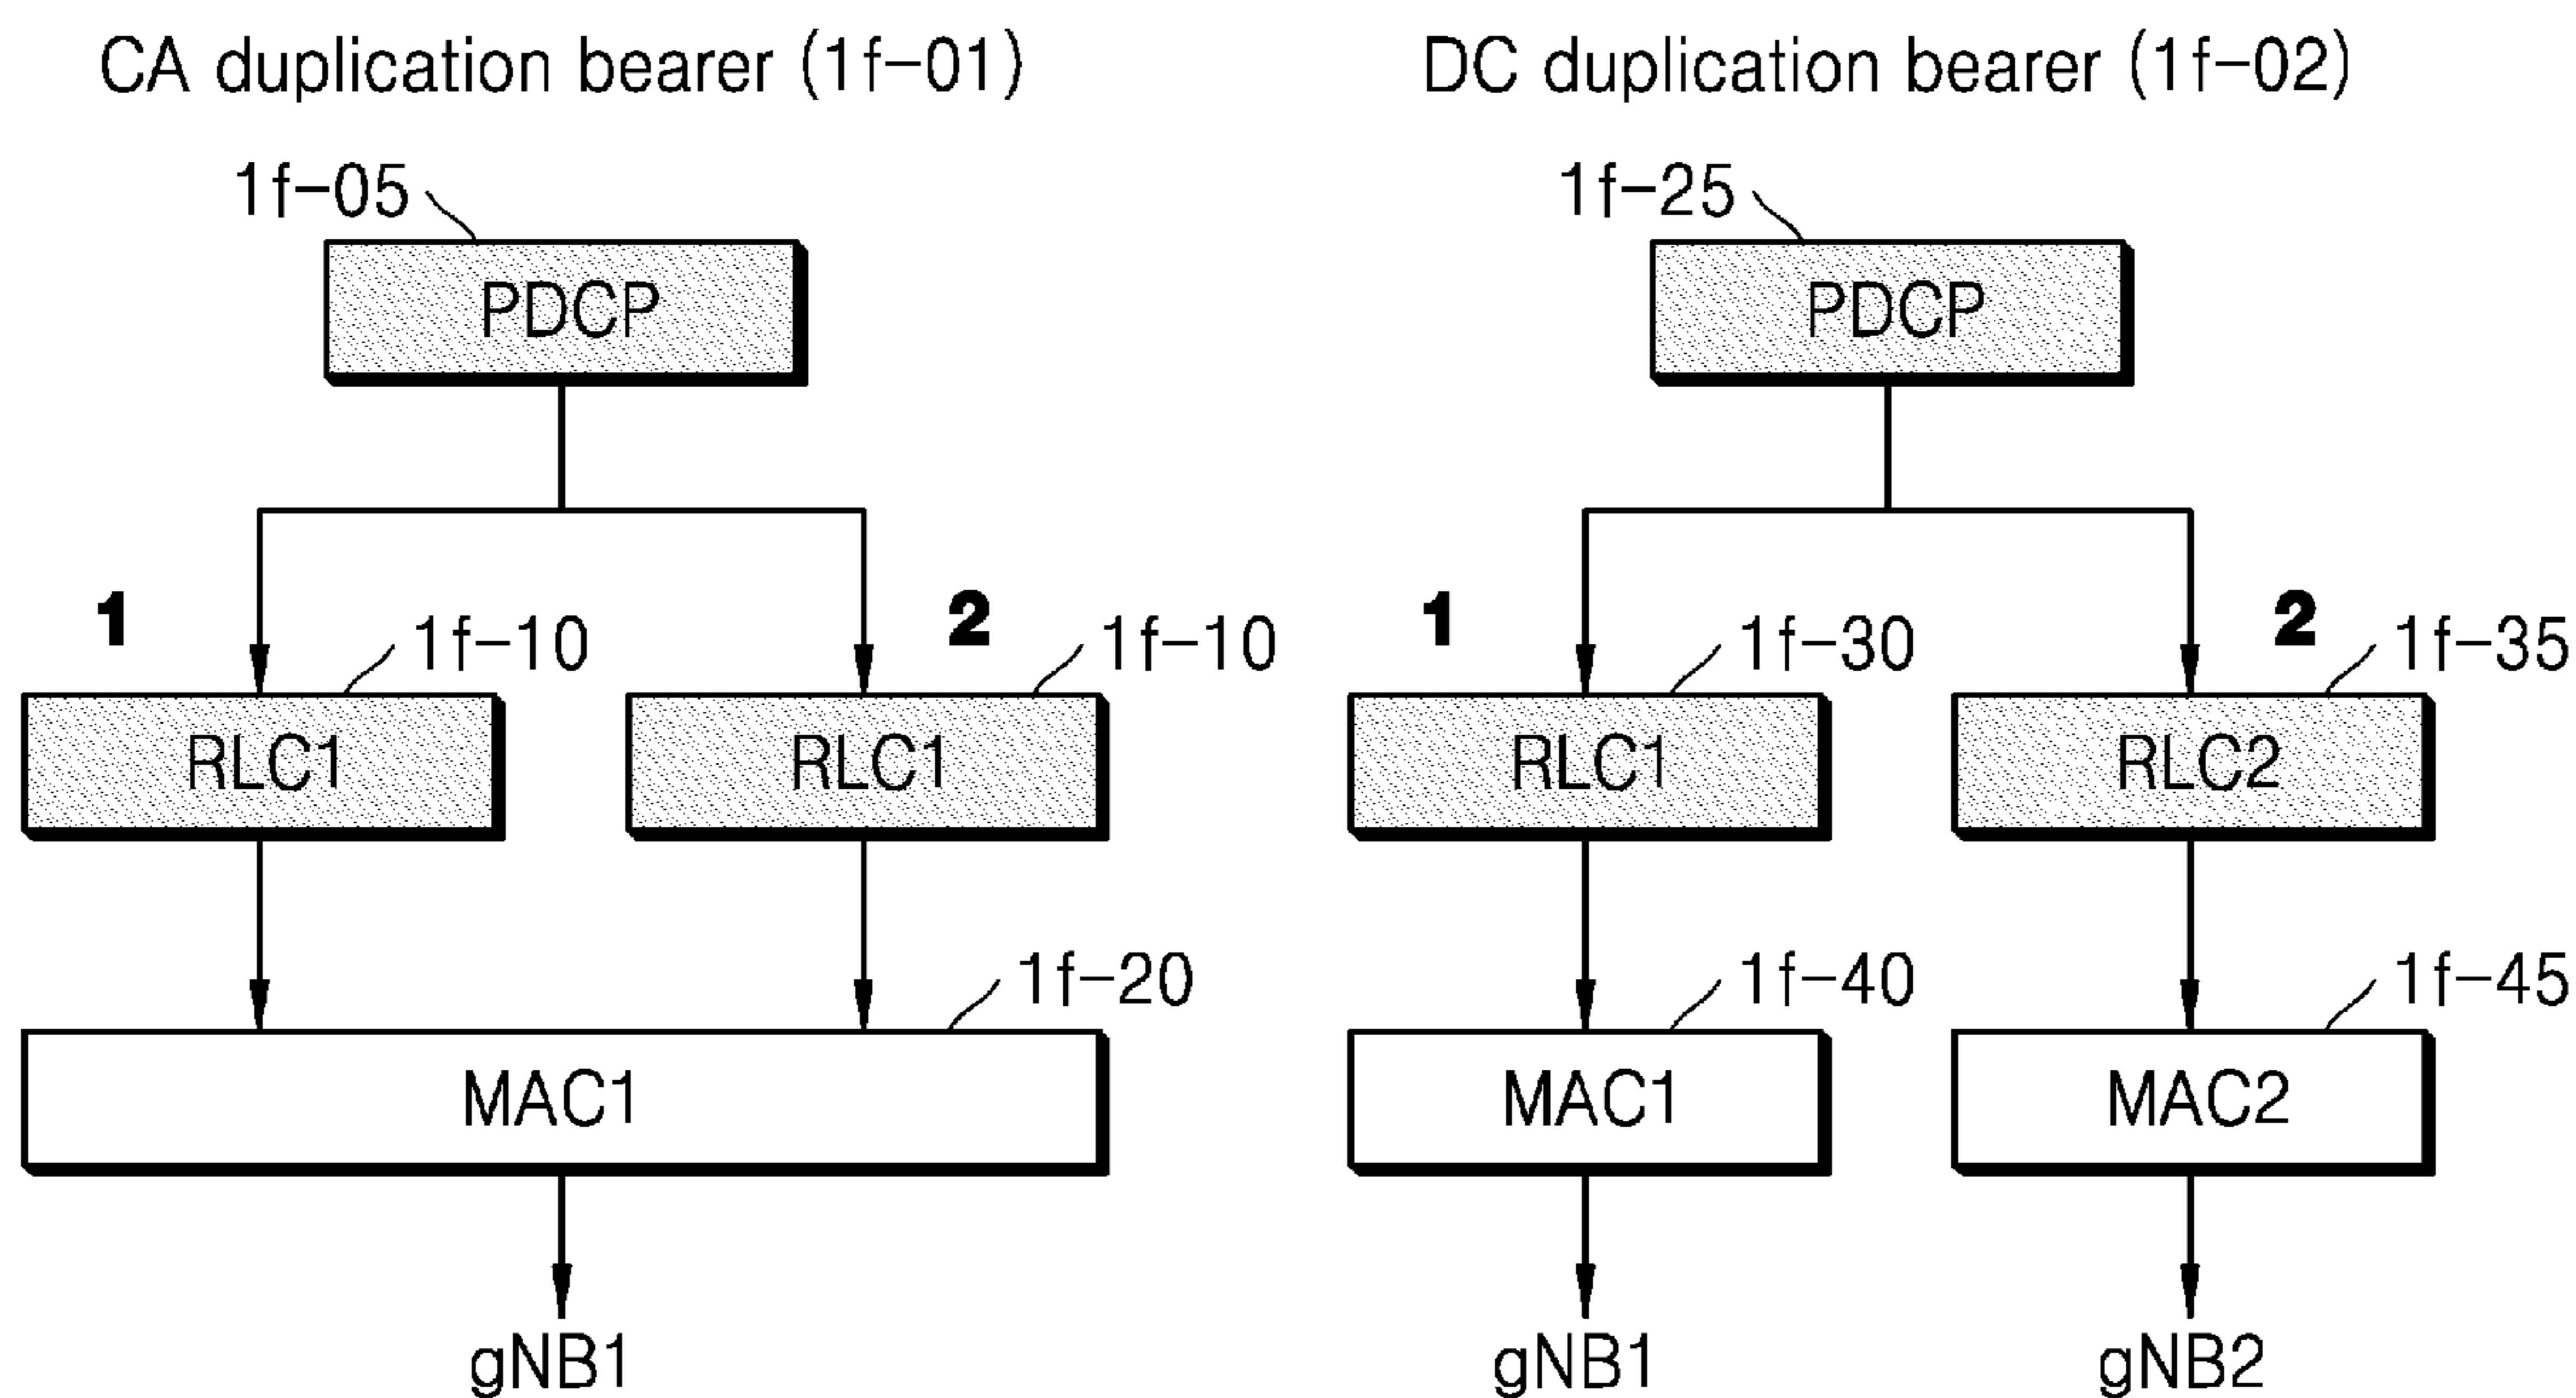 CA duplication bearer (1f-01)
1f-05
PDCP
1
1f-10
2
1f-10
RLC1
RLC1
1f-20
MAC1
gNB1
DC duplication bearer (1f-02)
1f-25
PDCP
1
1f-30
2
1f-35
RLC1
RLC2
1f-40
1f-45
MAC1
MAC2
gNB1
gNB2